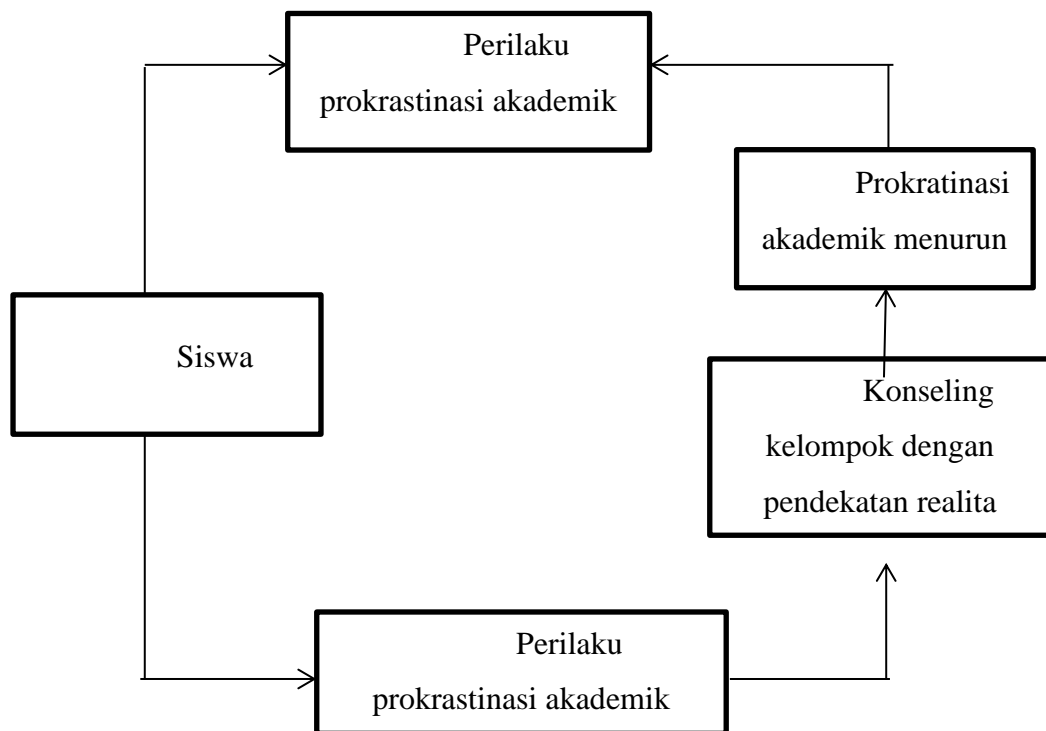 Perilaku
prokrastinasi akademik
Prokratinasi
akademik menurun
Siswa
Konseling
kelompok dengan
pendekatan realita
Perilaku
prokrastinasi akademik